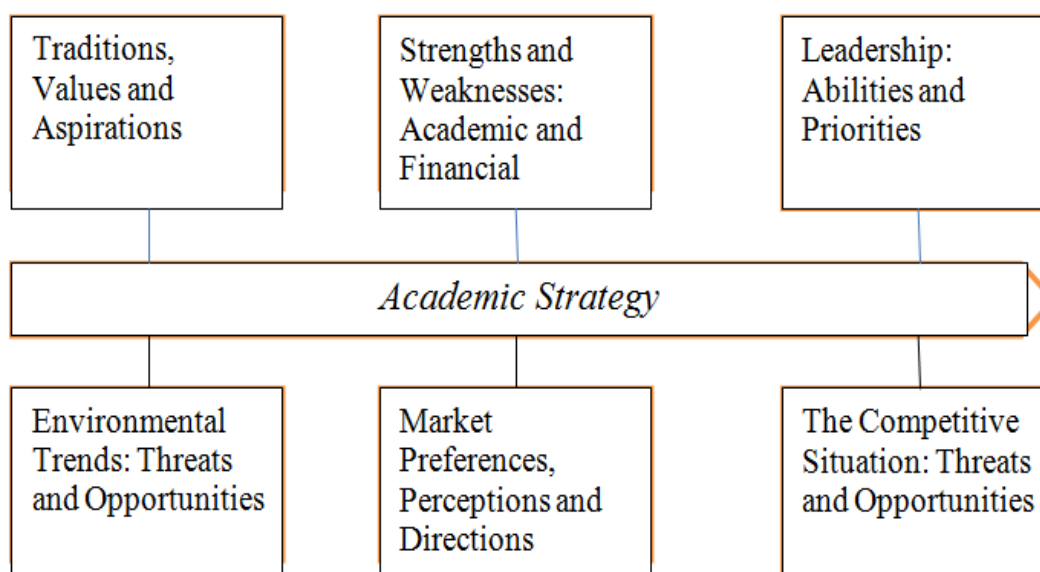 Traditions,
Values and
Aspirations
Strengths and
Weaknesses:
Academic and
Financial
Leadership:
Abilities and
Priorities
Academic Strategy
Environmental
Trends: Threats
and Opportunities
Market
Preferences,
Perceptions and
Directions
The Competitive
Situation: Threats
and Opportunities